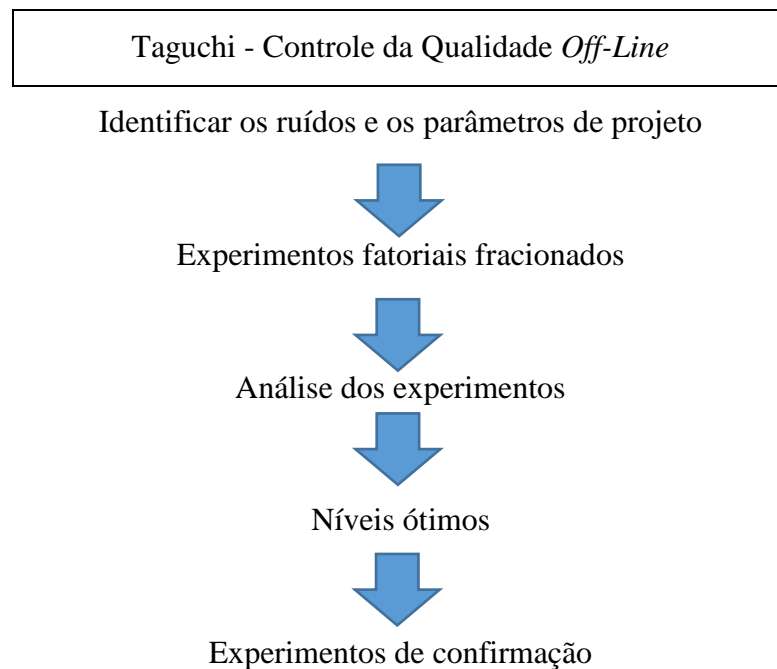 Taguchi - Controle da Qualidade Off-Line
Identificar os ruídos e os parâmetros de projeto
Experimentos fatoriais fracionados
Análise dos experimentos
Níveis ótimos
Experimentos de confirmação